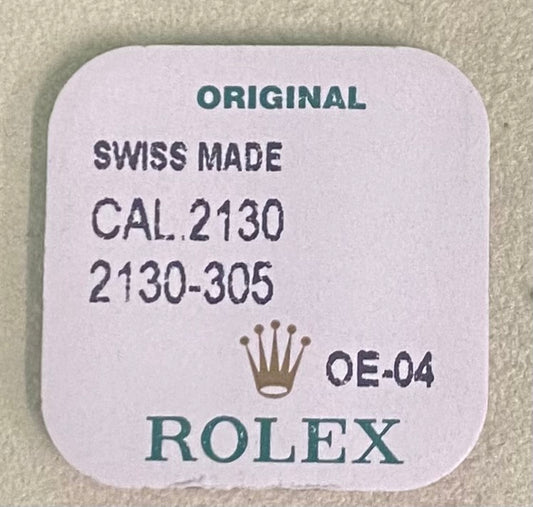 ORIGINAL
SWISS MADE
CAL.2130
2130-305
OE-04
ROLEX